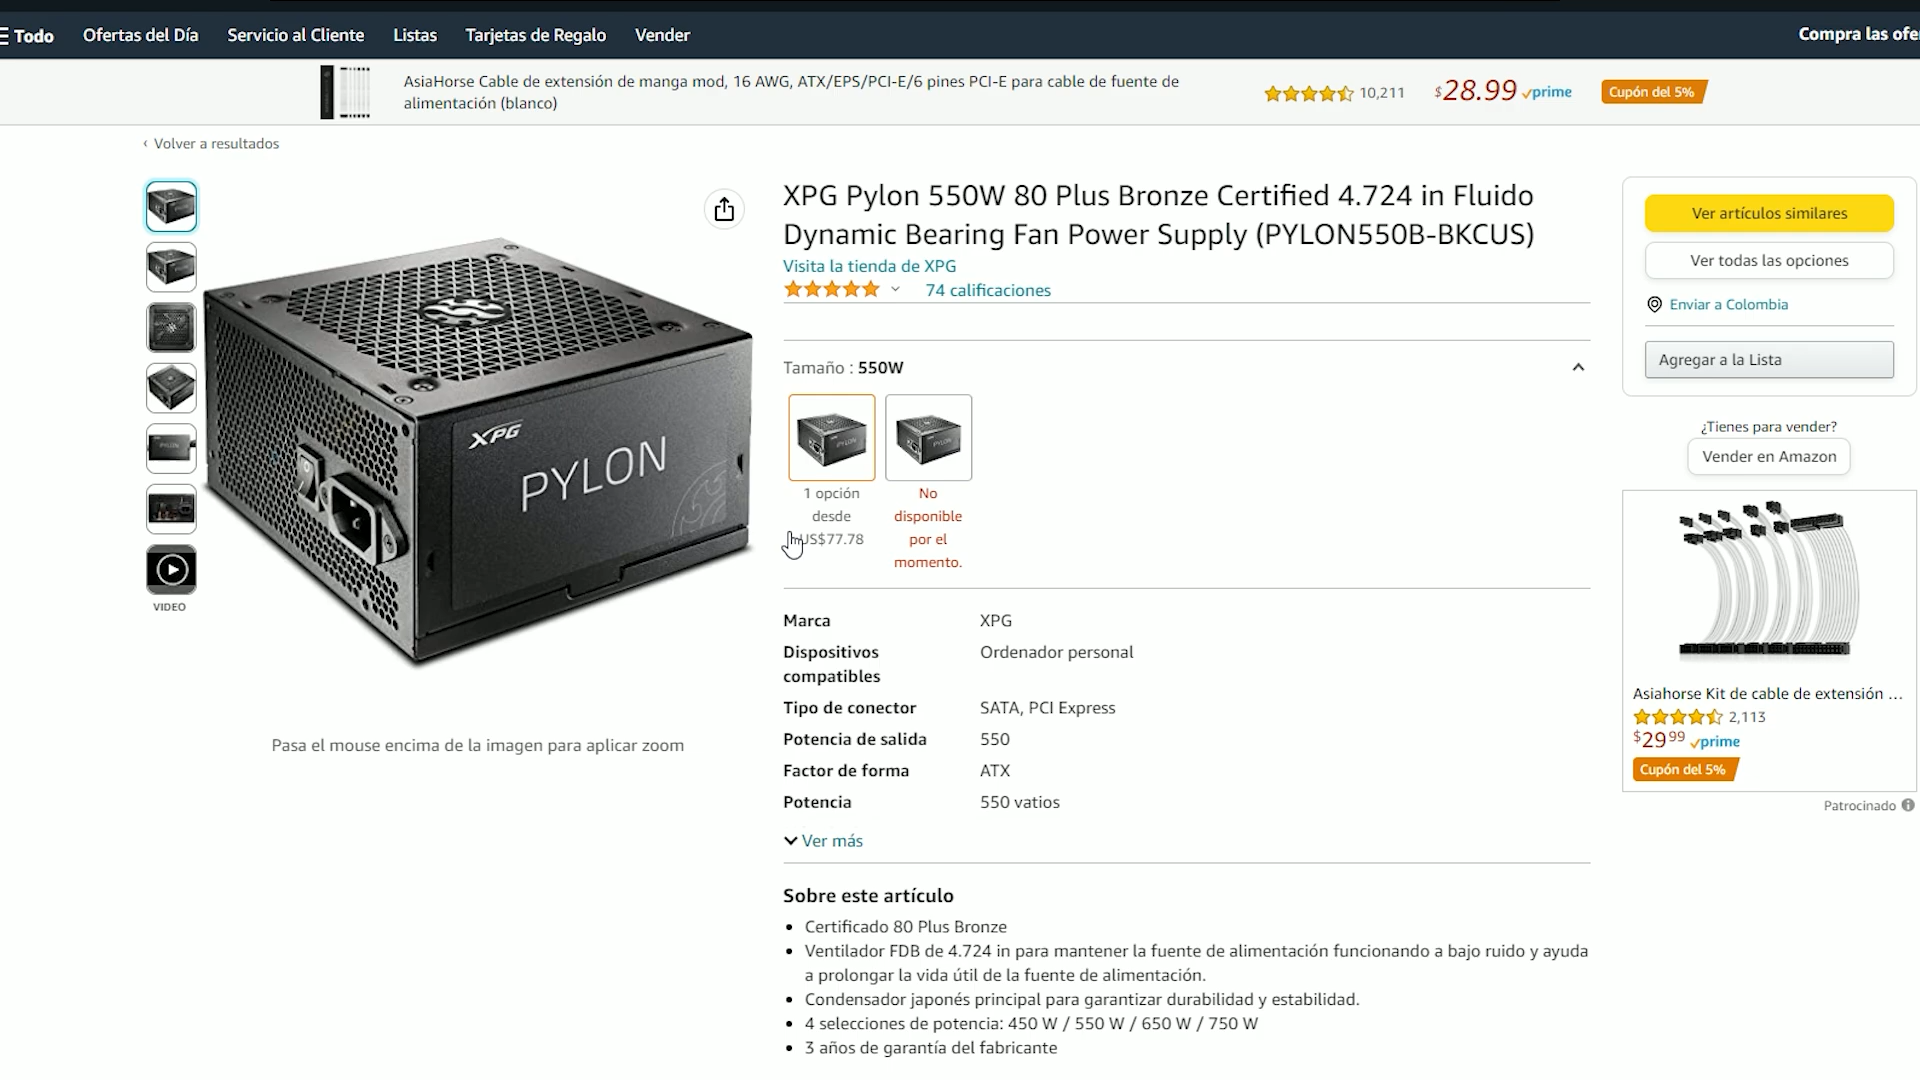 Todo
Ofertas del Día
Servicio al Cliente
Listas
Tarjetas de Regalo
Vender
Compra las ofe
AsiaHorse Cable de extensión de manga mod, 16 AWG, ATX/EPS/PCI-E/6 pines PCI-E para cable de fuente de
alimentación (blanco)
10,211
$28.99 prime
Cupón del 5%
‹ Volver a resultados
XPG
PYLON
VIDEO
Pasa el mouse encima de la imagen para aplicar zoom
XPG Pylon 550W 80 Plus Bronze Certified 4.724 in Fluido
Dynamic Bearing Fan Power Supply (PYLON550B-BKCUS)
Visita la tienda de XPG
74 calificaciones
Tamaño : 550W
1 opción
desde
US$77.78
No
disponible
por el
momento.
Marca XPG
Dispositivos Ordenador personal
compatibles
Tipo de conector SATA, PCI Express
Potencia de salida 550
Factor de forma ATX
Potencia 550 vatios
Ver más
Sobre este artículo
• Certificado 80 Plus Bronze
• Ventilador FDB de 4.724 in para mantener la fuente de alimentación funcionando a bajo ruido y ayuda
a prolongar la vida útil de la fuente de alimentación.
• Condensador japonés principal para garantizar durabilidad y estabilidad.
• 4 selecciones de potencia: 450 W / 550 W / 650 W / 750 W
• 3 años de garantía del fabricante
Ver artículos similares
Ver todas las opciones
Enviar a Colombia
Agregar a la Lista
¿Tienes para vender?
Vender en Amazon
Asiahorse Kit de cable de extensión ...
2,113
$29 99 prime
Cupón del 5%
Patrocinado